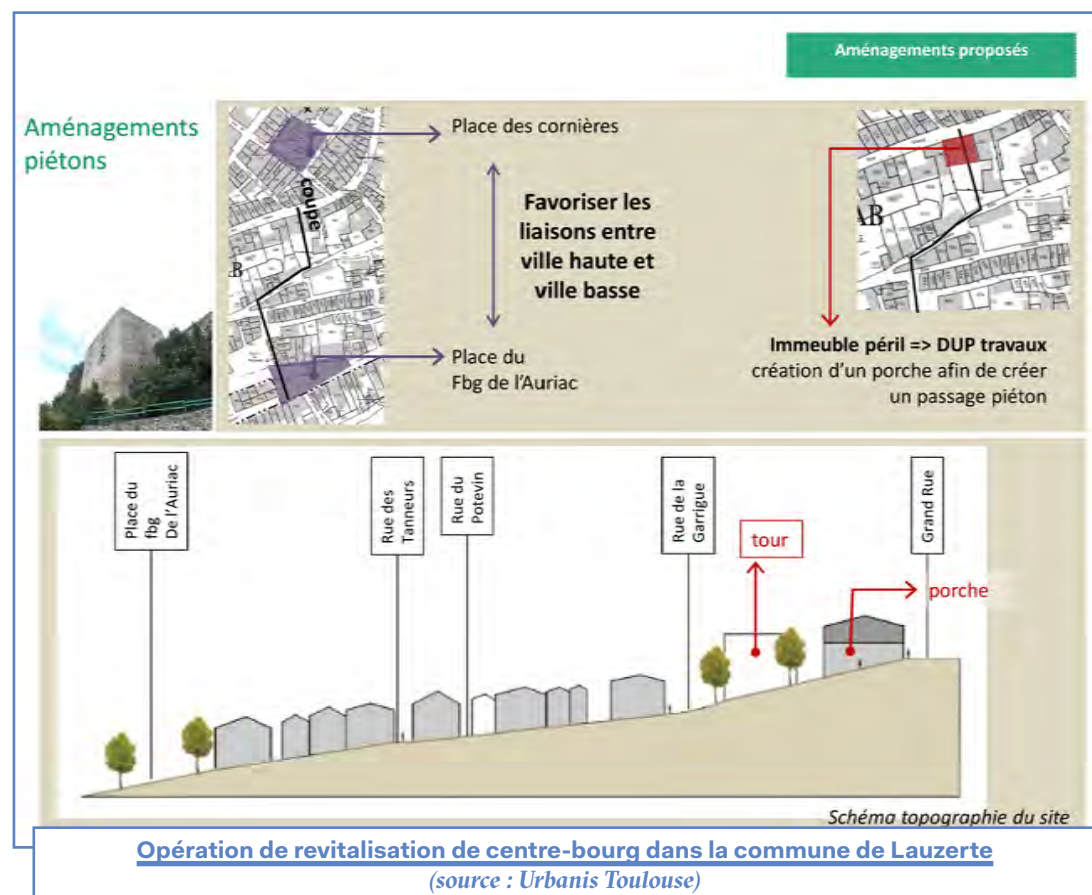 Aménagements proposés
Aménagements
piétons
Place des cornières
coupe
Favoriser les
liaisons entre
ville haute et
ville basse
Place du
Fbg de l'Auriac
AB
Immeuble péril => DUP travaux
création d'un porche afin de créer
un passage piéton
Place du
fbg
De l'Auriac
Rue des
Tanneurs
Rue du
Potevin
Rue de la
Garrigue
tour
Grand Rue
porche
Schéma topographie du site
Opération de revitalisation de centre-bourg dans la commune de Lauzerte
(source : Urbanis Toulouse)